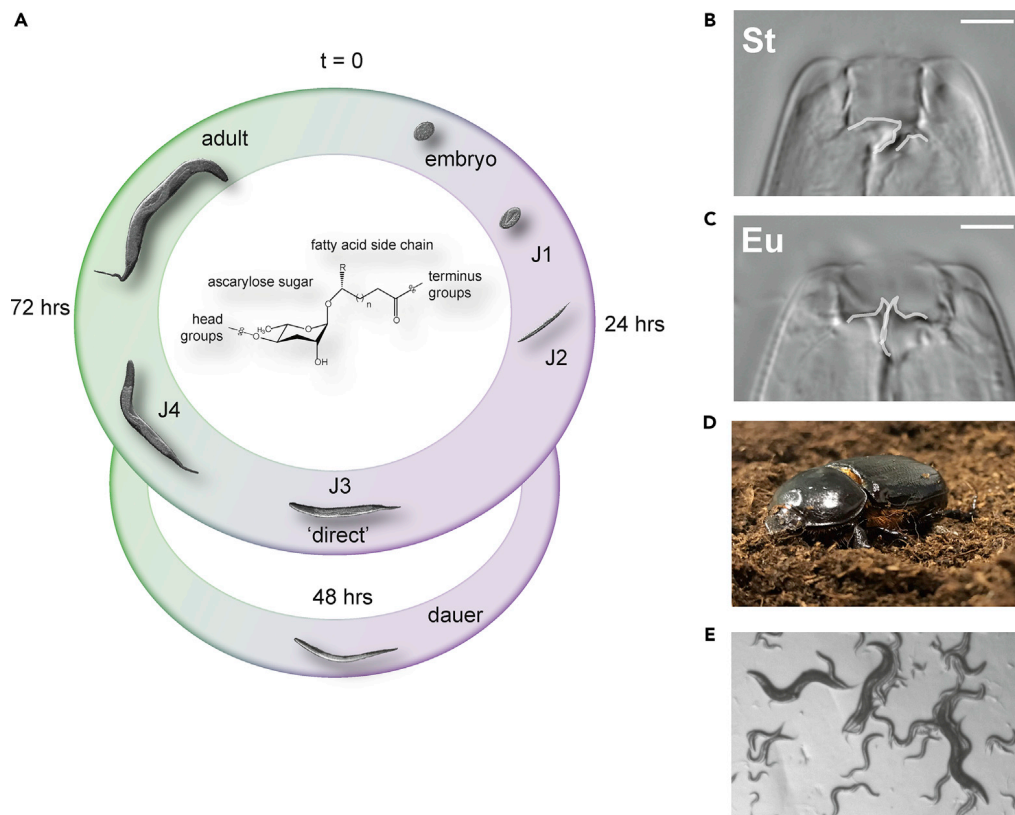 A
t = 0
adult
embryo
J1
24 hrs
J2
J3
'direct'
48 hrs
dauer
J4
72 hrs
fatty acid side chain
ascarylose sugar
terminus
groups
head
groups
R
O
( )n
O
H3C
O
O
OH
B
St
C
Eu
D
E